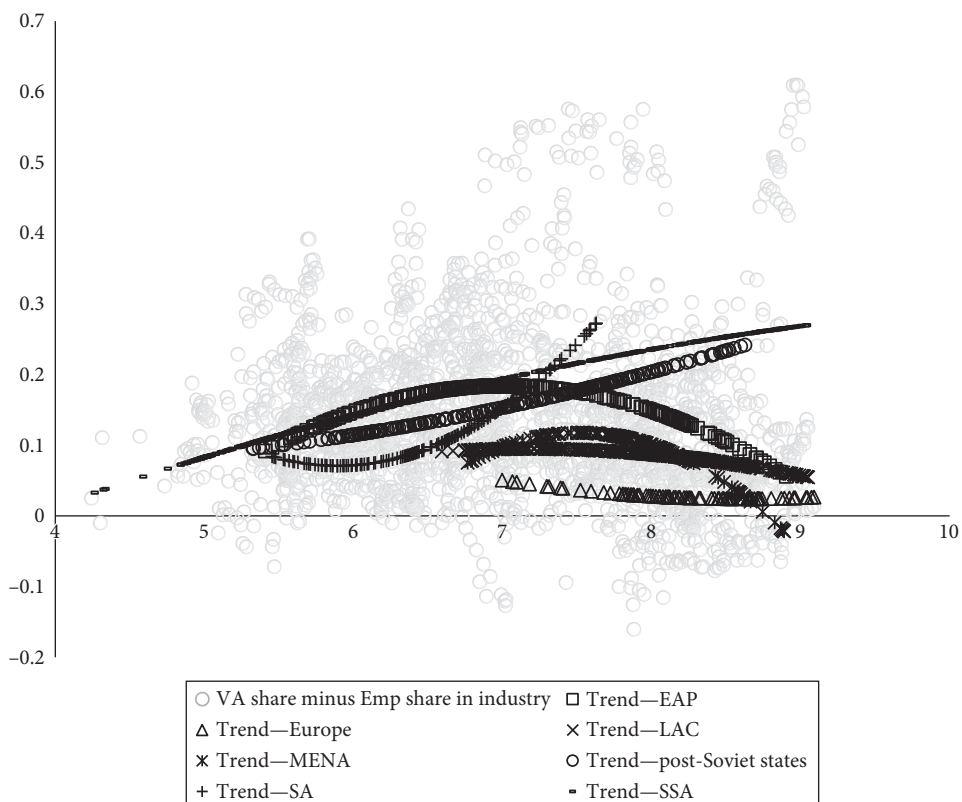 0.7
0.6
0.5
0.4
0.3
0.2
0.1
0
4 5 6 7 8 9 10
–0.1
–0.2
VA share minus Emp share in industry Trend—EAP
Trend—Europe Trend—LAC
Trend—MENA Trend—post-Soviet states
Trend—SA Trend—SSA